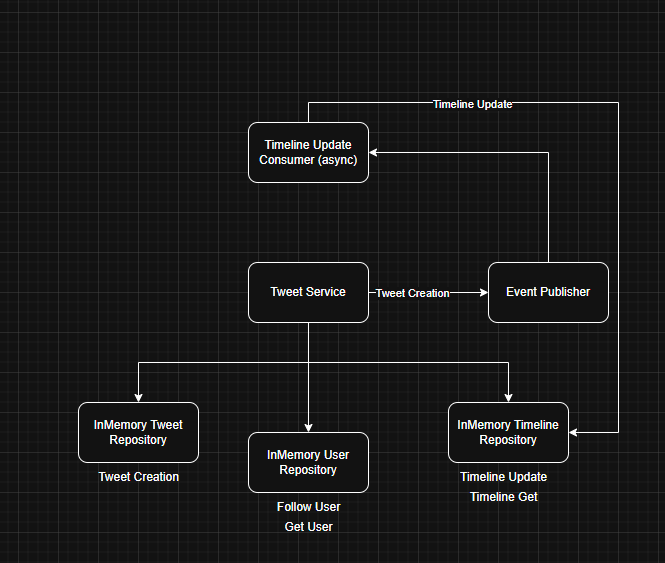 Timeline Update
Timeline Update
Consumer (async)
Tweet Service
Tweet Creation
Event Publisher
InMemory Tweet
Repository
Tweet Creation
InMemory User
Repository
Follow User
Get User
InMemory Timeline
Repository
Timeline Update
Timeline Get